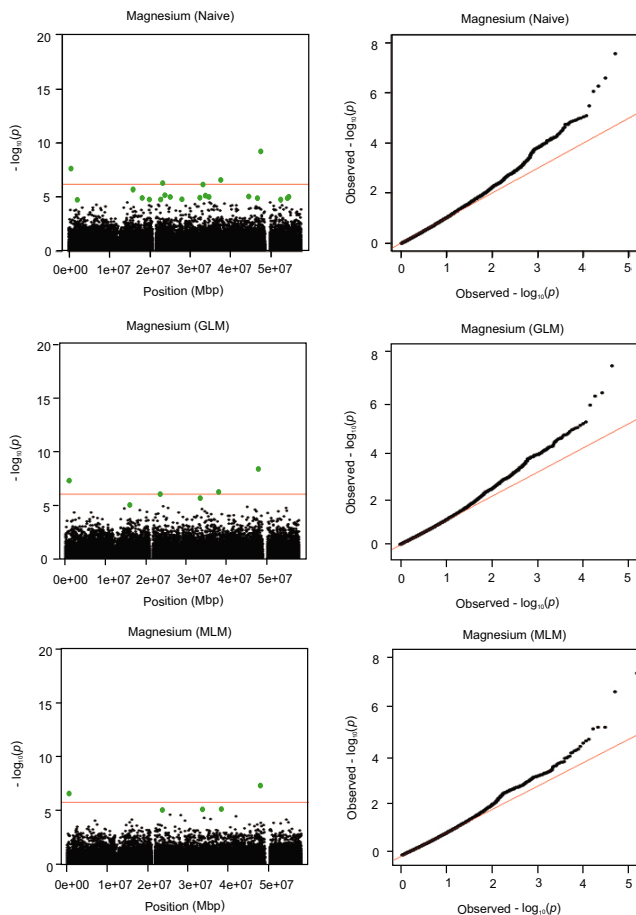 Magnesium (Naive)
20
15
10
5
0
- log₁₀(p)
0e+00 1e+07 2e+07 3e+07 4e+07 5e+07
Position (Mbp)
Magnesium (Naive)
8
6
4
2
0
Observed - log₁₀(p)
0 1 2 3 4 5
Observed - log₁₀(p)
Magnesium (GLM)
20
15
10
5
0
- log₁₀(p)
0e+00 1e+07 2e+07 3e+07 4e+07 5e+07
Position (Mbp)
Magnesium (GLM)
8
6
4
2
0
Observed - log₁₀(p)
0 1 2 3 4 5
Observed - log₁₀(p)
Magnesium (MLM)
20
15
10
5
0
- log₁₀(p)
0e+00 1e+07 2e+07 3e+07 4e+07 5e+07
Position (Mbp)
Magnesium (MLM)
8
6
4
2
0
Observed - log₁₀(p)
0 1 2 3 4 5
Observed - log₁₀(p)